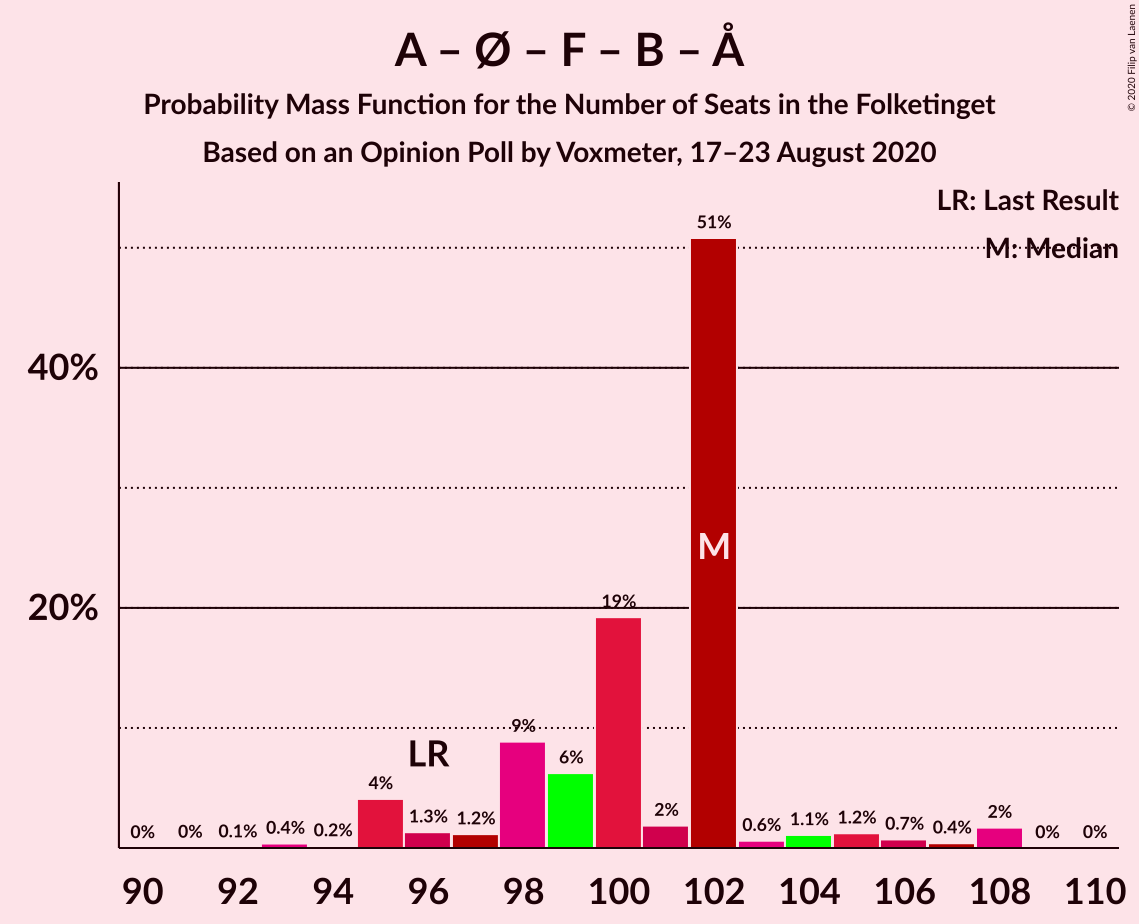 A – Ø – F – B – Å
Probability Mass Function for the Number of Seats in the Folketinget
Based on an Opinion Poll by Voxmeter, 17–23 August 2020
© 2020 Filip van Laenen
LR: Last Result
M: Median
51%
40%
M
20%
19%
9%
LR
6%
4%
0% 0% 0.1% 0.4% 0.2% 1.3% 1.2% 2% 0.6% 1.1% 1.2% 0.7% 0.4% 2% 0% 0%
90 92 94 96 98 100 102 104 106 108 110